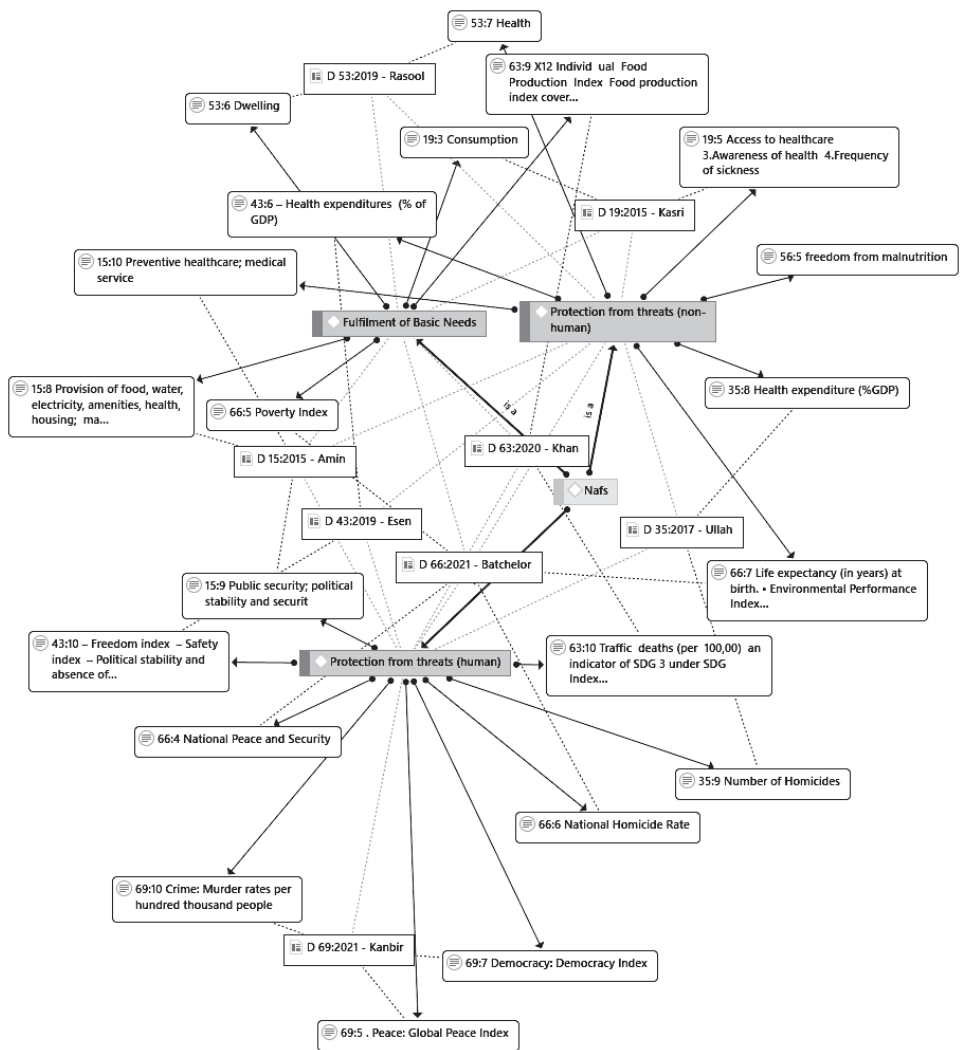 53:7 Health
D 53:2019 - Rasool
63:9 X12 Individ ual Food
Production Index Food production
index cover...
53:6 Dwelling
19:3 Consumption
19:5 Access to healthcare
3.Awareness of health 4.Frequency
of sickness
43:6 – Health expenditures (% of
GDP)
D 19:2015 - Kasri
15:10 Preventive healthcare; medical
service
56:5 freedom from malnutrition
Fulfilment of Basic Needs
Protection from threats (non-
human)
15:8 Provision of food, water,
electricity, amenities, health,
housing; ma...
66:5 Poverty Index
35:8 Health expenditure (%GDP)
is a
is a
D 15:2015 - Amin
D 63:2020 - Khan
Nafs
D 43:2019 - Esen
D 35:2017 - Ullah
D 66:2021 - Batchelor
15:9 Public security; political
stability and securit
66:7 Life expectancy (in years) at
birth. • Environmental Performance
Index...
43:10 – Freedom index – Safety
index – Political stability and
absence of...
Protection from threats (human)
63:10 Traffic deaths (per 100,00) an
indicator of SDG 3 under SDG
Index...
66:4 National Peace and Security
35:9 Number of Homicides
66:6 National Homicide Rate
69:10 Crime: Murder rates per
hundred thousand people
D 69:2021 - Kanbir
69:7 Democracy: Democracy Index
69:5 . Peace: Global Peace Index